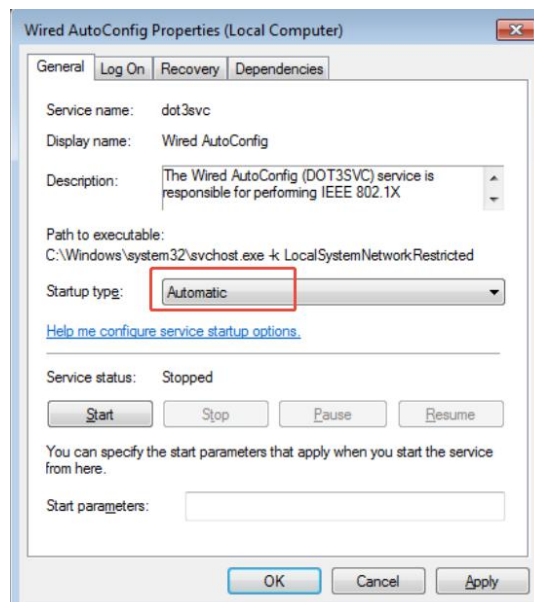 Wired AutoConfig Properties (Local Computer)
General Log On Recovery Dependencies
Service name: dot3svc
Display name: Wired AutoConfig
Description: The Wired AutoConfig (DOT3SVC) service is
responsible for performing IEEE 802.1X
Path to executable:
C:\Windows\system32\svchost.exe -k LocalSystemNetworkRestricted
Startup type: Automatic
Help me configure service startup options.
Service status: Stopped
Start Stop Pause Resume
You can specify the start parameters that apply when you start the service
from here.
Start parameters:
OK Cancel Apply